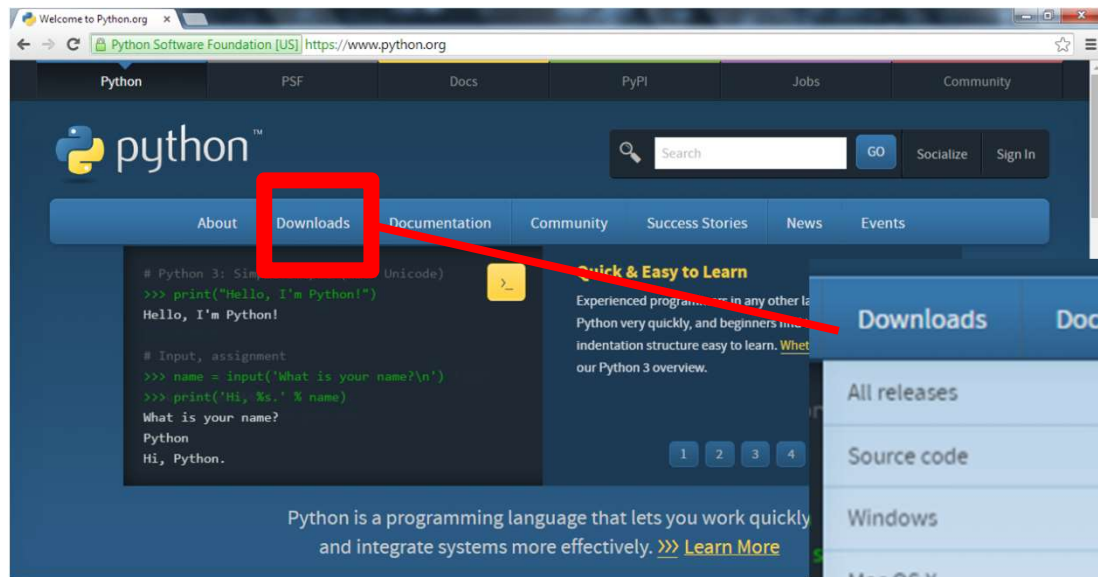 Welcome to Python.org
Python Software Foundation [US] https://www.python.org
Python PSF Docs PyPI Jobs Community
python™
Search GO Socialize Sign In
About Downloads Documentation Community Success Stories News Events
# Python 3: Unicode)
>>> print("Hello, I'm Python!")
Hello, I'm Python!
# Input, assignment
>>> name = input('What is your name?\n')
>>> print('Hi, %s.' % name)
What is your name?
Python
Hi, Python.
>_
Quick & Easy to Learn
Experienced in any other
Python very quickly, and beginners
indentation structure easy to learn.
our Python 3 overview.
1 2 3 4
Python is a programming language that lets you work quickly
and integrate systems more effectively. >>> Learn More
Downloads
All releases
Source code
Windows